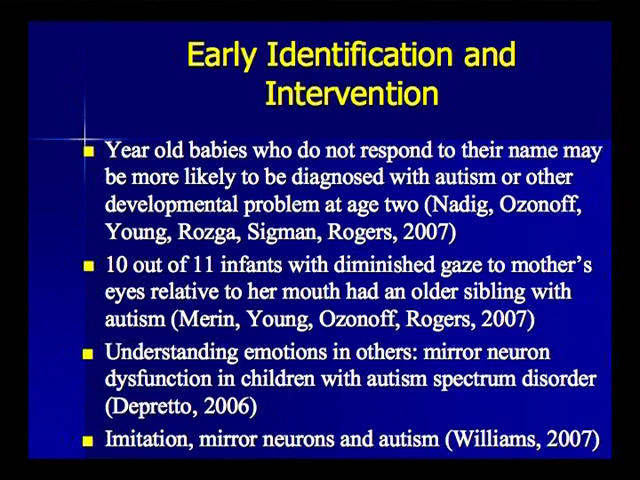 Early Identification and
Intervention
Year old babies who do not respond to their name may
be more likely to be diagnosed with autism or other
developmental problem at age two (Nadig, Ozonoff,
Young, Rozga, Sigman, Rogers, 2007)
10 out of 11 infants with diminished gaze to mother's
eyes relative to her mouth had an older sibling with
autism (Merin, Young, Ozonoff, Rogers, 2007)
Understanding emotions in others: mirror neuron
dysfunction in children with autism spectrum disorder
(Depretto, 2006)
Imitation, mirror neurons and autism (Williams, 2007)